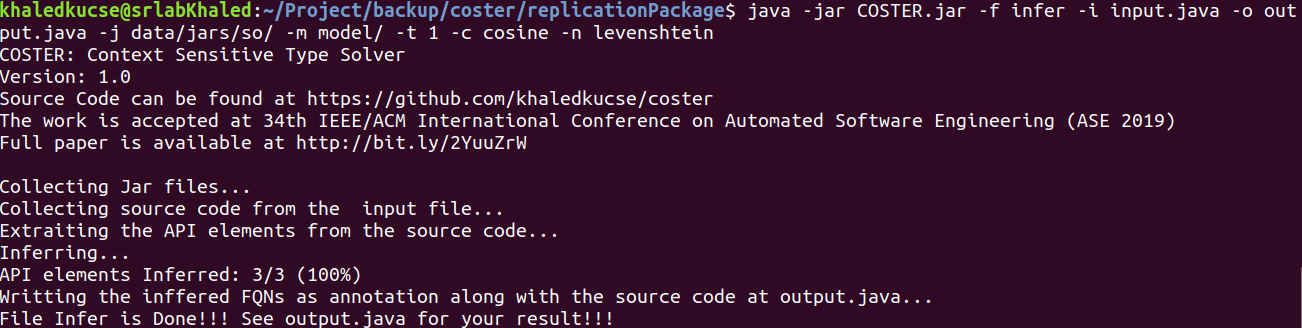 khaledkucse@srlabKhaled:~/Project/backup/coster/replicationPackage$ java -jar COSTER.jar -f infer -i input.java -o out
put.java -j data/jars/so/ -m model/ -t 1 -c cosine -n levenshtein
COSTER: Context Sensitive Type Solver
Version: 1.0
Source Code can be found at https://github.com/khaledkucse/coster
The work is accepted at 34th IEEE/ACM International Conference on Automated Software Engineering (ASE 2019)
Full paper is available at http://bit.ly/2YuuZrW

Collecting Jar files...
Collecting source code from the  input file...
Extraiting the API elements from the source code...
Inferring...
API elements Inferred: 3/3 (100%)
Writting the inffered FQNs as annotation along with the source code at output.java...
File Infer is Done!!! See output.java for your result!!!